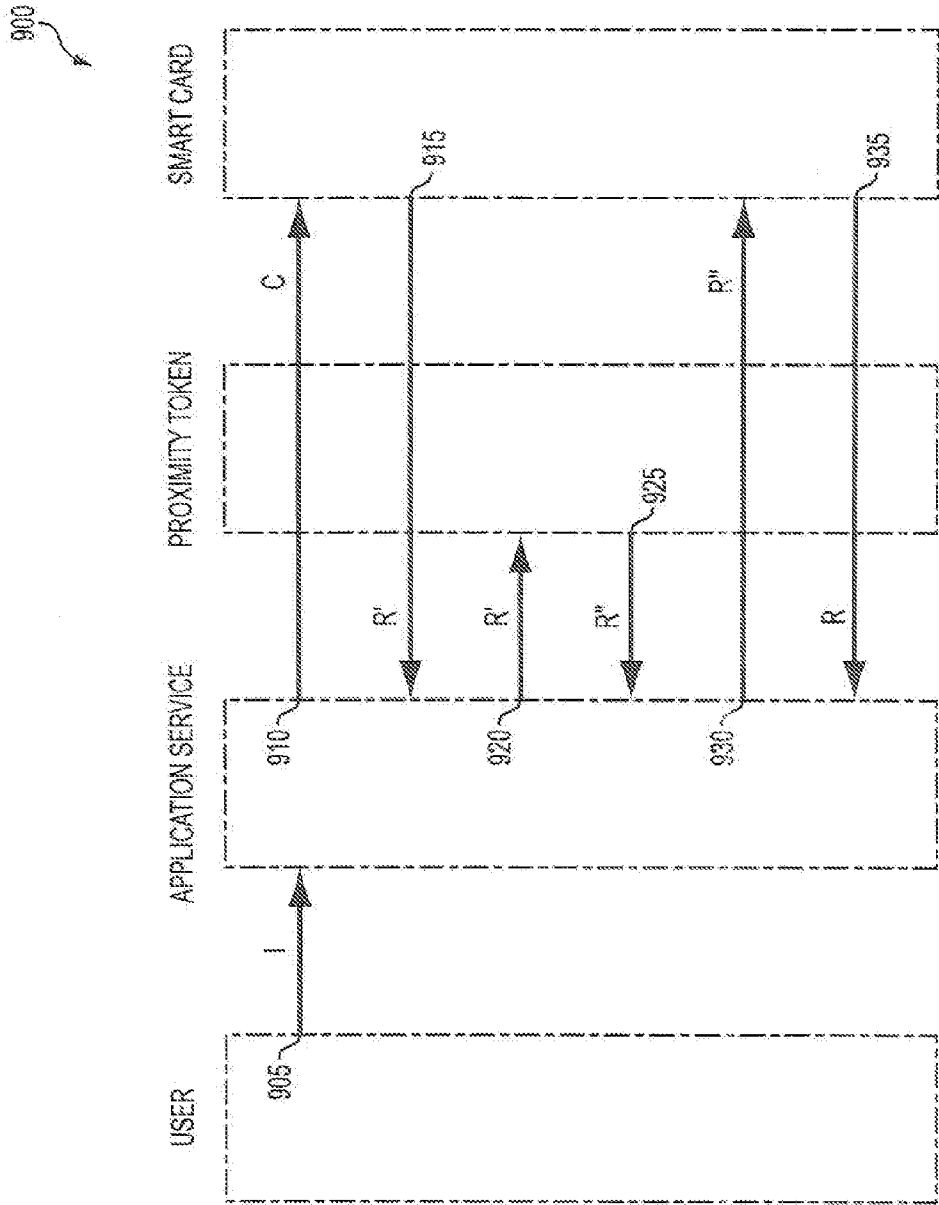 900
USER
APPLICATION SERVICE
PROXIMITY TOKEN
SMART CARD
I
C
905
910
R'
915
R'
920
R"
925
R"
930
R
935